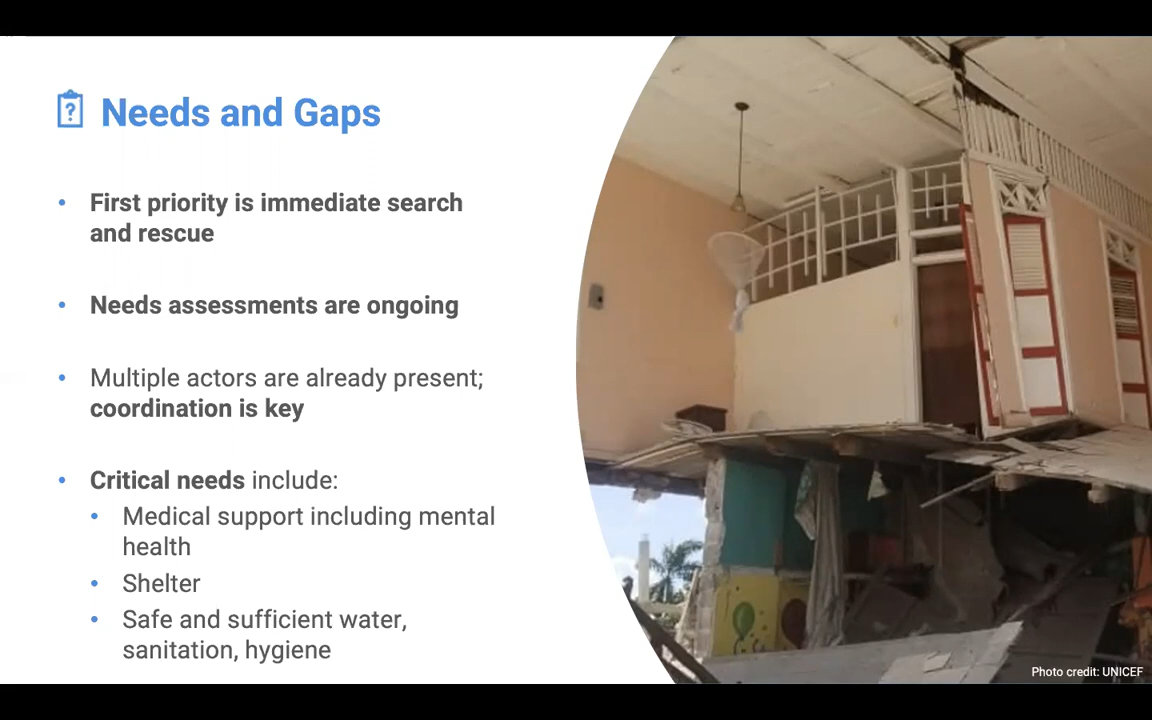 Needs and Gaps
• First priority is immediate search
and rescue
• Needs assessments are ongoing
• Multiple actors are already present;
coordination is key
• Critical needs include:
• Medical support including mental
health
• Shelter
• Safe and sufficient water,
sanitation, hygiene
Photo credit: UNICEF